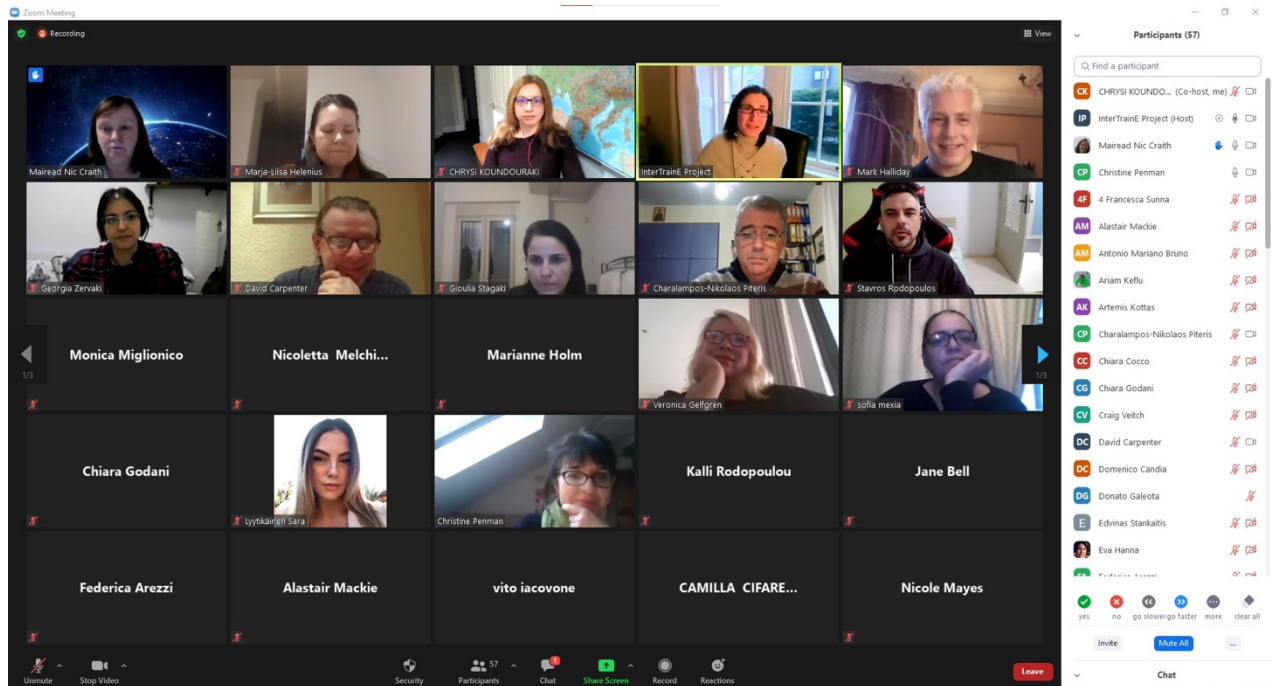 Zoom Meeting
Recording
View
Mairead Nic Craith
Marja-Liisa Helenius
CHRYSI KOUNDOURAKI
InterTrainE Project
Mark Halliday
Georgia Zervaki
David Carpenter
Gioulia Stagaki
Charalampos-Nikolaos Piteris
Stavros Rodopoulos
Monica Miglionico
Nicoletta Melchi...
Marianne Holm
Veronica Gelfgren
sofia mexia
1/3
1/3
Chiara Godani
Lyytikäinen Sara
Christine Penman
Kalli Rodopoulou
Jane Bell
Federica Arezzi
Alastair Mackie
vito iacovone
CAMILLA CIFARE...
Nicole Mayes
Unmute
Stop Video
Security
57
Participants
1
Chat
Share Screen
Record
Reactions
Leave
Participants (57)
Find a participant
CK CHRYSI KOUNDO... (Co-host, me)
IP InterTrainE Project (Host)
Mairead Nic Craith
CP Christine Penman
4F 4 Francesca Sunna
AM Alastair Mackie
AM Antonio Mariano Bruno
Ariam Keflu
AK Artemis Kottas
CP Charalampos-Nikolaos Piteris
CC Chiara Cocco
CG Chiara Godani
CV Craig Veitch
DC David Carpenter
DC Domenico Candia
DG Donato Galeota
E Edvinas Stankaitis
Eva Hanna
yes
no
go slower
go faster
more
clear all
Invite
Mute All
...
Chat